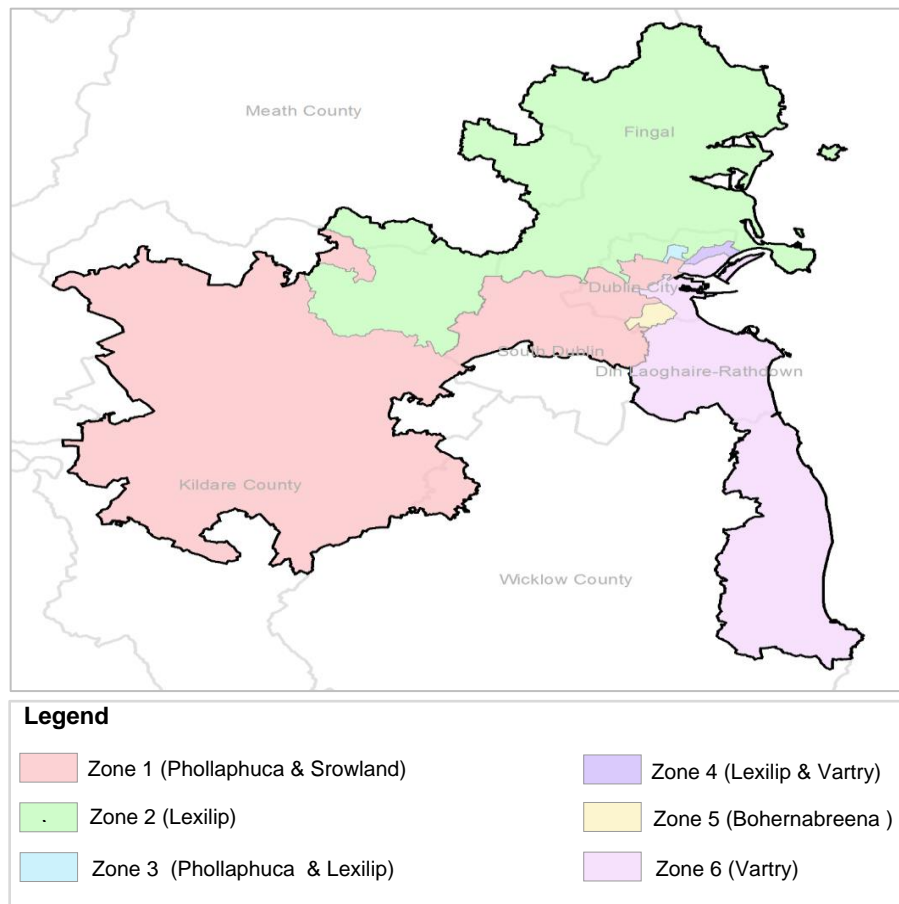 Meath County
Fingal
Dublin City
South Dublin
Dn Laoghaire-Rathdown
Kildare County
Wicklow County
Legend
Zone 1 (Phollaphuca & Srowland)
Zone 2 (Lexilip)
Zone 3 (Phollaphuca & Lexilip)
Zone 4 (Lexilip & Vartry)
Zone 5 (Bohernabreena )
Zone 6 (Vartry)